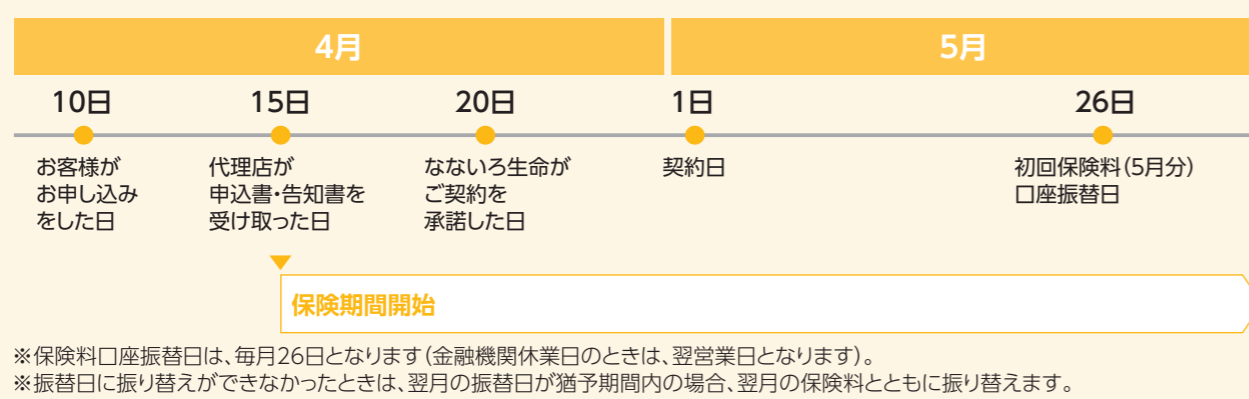 4月
5月
10日
15日
20日
1日
26日
お客様が
お申し込み
をした日
代理店が
申込書・告知書を
受け取った日
なないろ生命が
ご契約を
承諾した日
契約日
初回保険料(5月分)
口座振替日
保険期間開始
※保険料口座振替日は、毎月26日となります(金融機関休業日のときは、翌営業日となります)。
※振替日に振り替えができなかったときは、翌月の振替日が猶予期間内の場合、翌月の保険料とともに振り替えます。